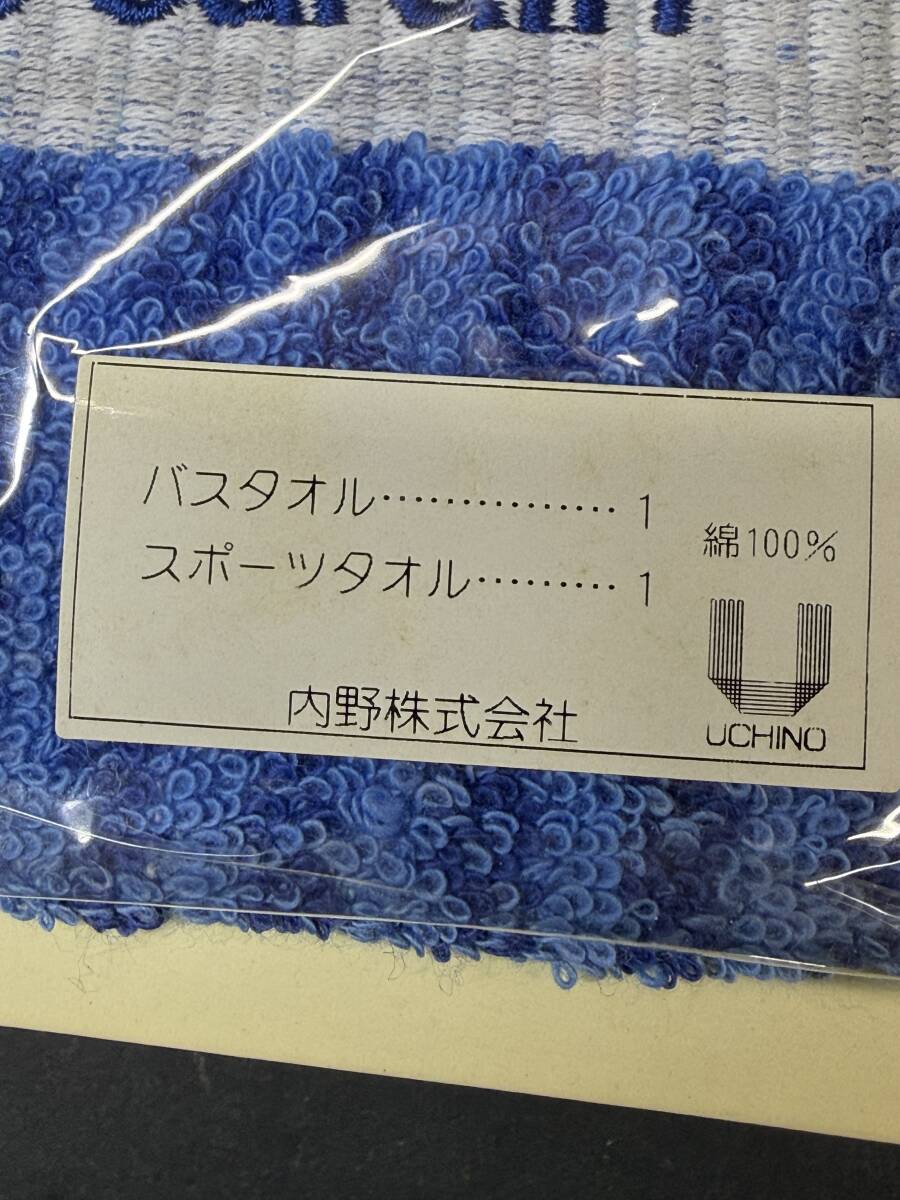 バスタオル……………1
スポーツタオル………1
綿100%
内野株式会社
UCHINO